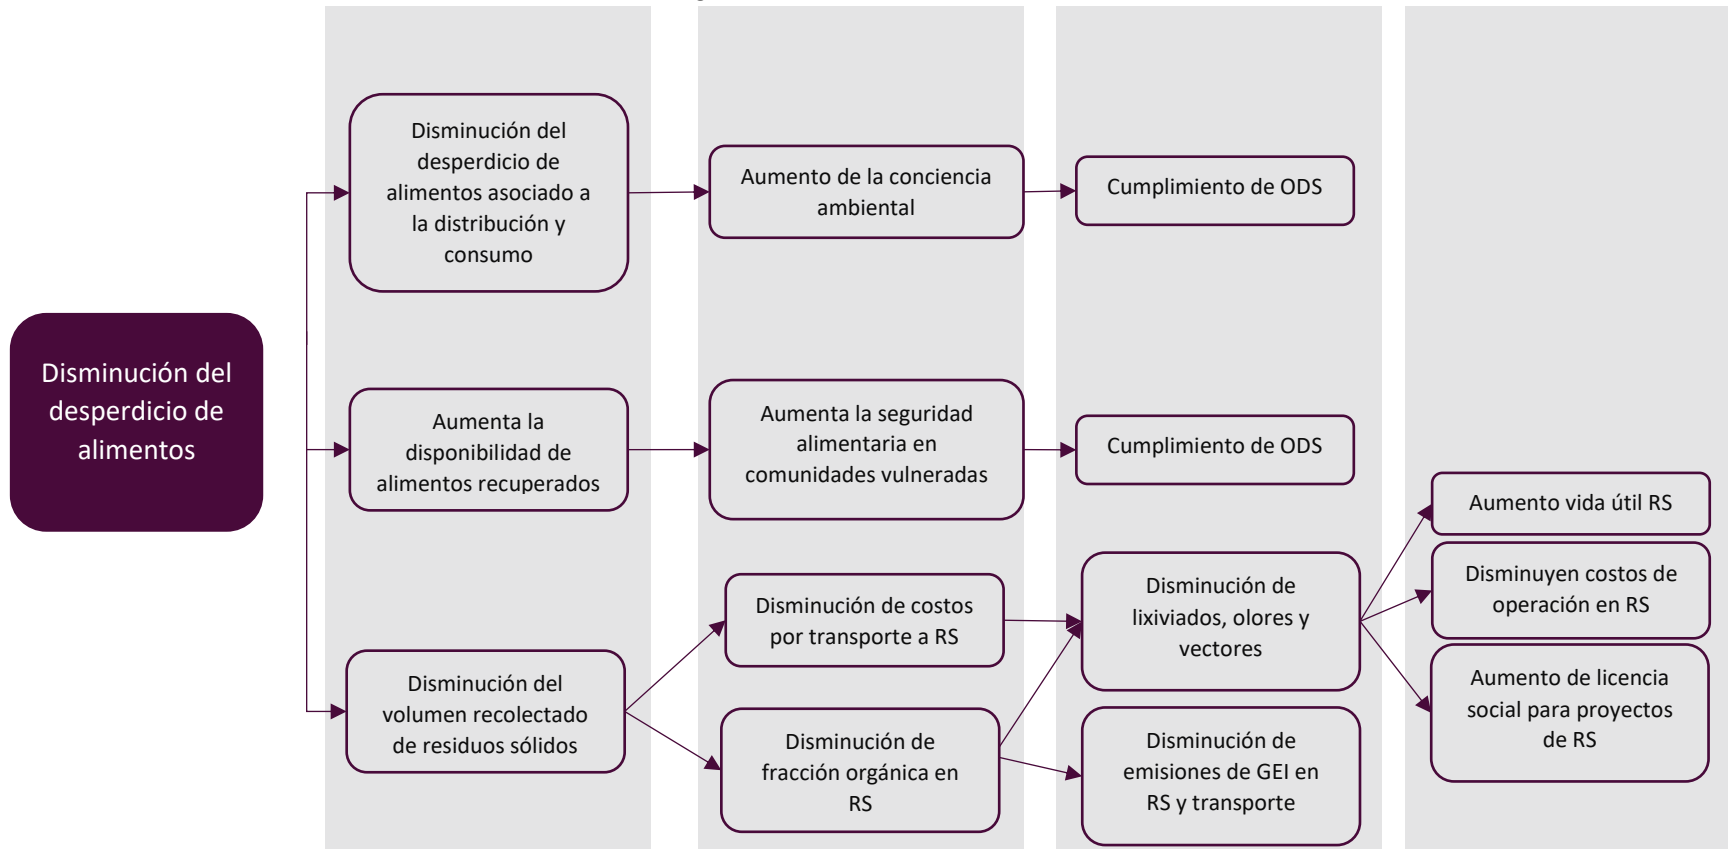 Disminución del
desperdicio de
alimentos
Disminución del
desperdicio de
alimentos asociado a
la distribución y
consumo
Aumento de la conciencia
ambiental
Cumplimiento de ODS
Aumenta la
disponibilidad de
alimentos recuperados
Aumenta la seguridad
alimentaria en
comunidades vulneradas
Cumplimiento de ODS
Disminución del
volumen recolectado
de residuos sólidos
Disminución de costos
por transporte a RS
Disminución de
fracción orgánica en
RS
Disminución de
lixiviados, olores y
vectores
Disminución de
emisiones de GEI en
RS y transporte
Aumento vida útil RS
Disminuyen costos de
operación en RS
Aumento de licencia
social para proyectos
de RS